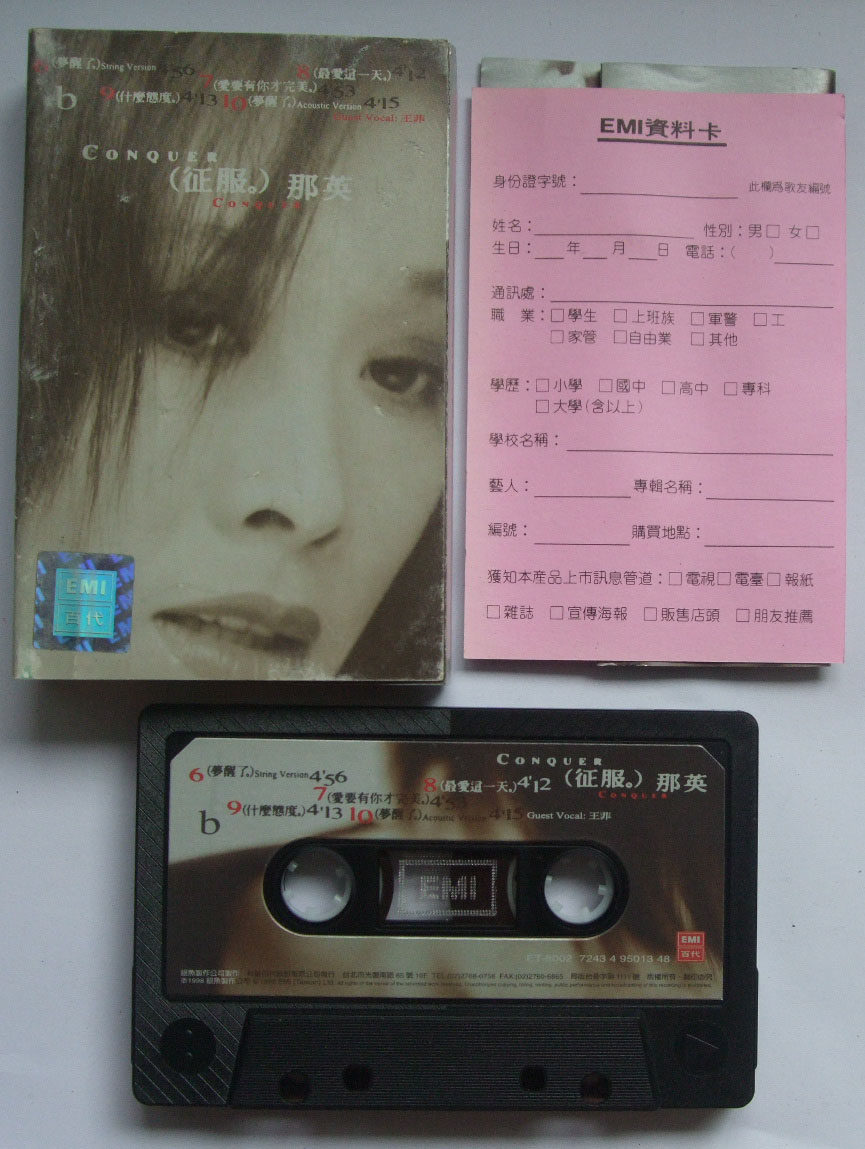 (夢醒了。)String Version 4'56
7(愛要有你才完美。)4'53
8(最愛這一天。)4'12
b
9(什麼態度。)4'13 10(夢醒了。)Acoustic Version 4'15
Guest Vocal: 王菲
CONQUER
(征服。) 那英
CONQUER
EMI
百代
EMI資料卡
身份證字號：
此欄為歌友編號
姓名： 性別：男□ 女□
生日： 年 月 日 電話：( )
通訊處：
職 業：□學生 □上班族 □軍警 □工
□家管 □自由業 □其他
學歷：□小學 □國中 □高中 □專科
□大學(含以上)
學校名稱：
藝人： 專輯名稱：
編號： 購買地點：
獲知本産品上市訊息管道：□電視□電臺□報紙
□雜誌 □宣傳海報 □販售店頭 □朋友推薦
CONQUER
(征服。) 那英
CONQUER
6(夢醒了。)String Version 4'56
7(愛要有你才完美。)4'53
8(最愛這一天。)4'12
b
9(什麼態度。)4'13 10(夢醒了。)Acoustic Version 4'15 Guest Vocal: 王菲
EMI
EMI
百代
ET-8002 7243 4 95013 48